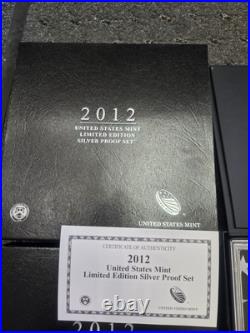 2012
UNITED STATES MINT
LIMITED EDITION
SILVER PROOF SET
UNITED STATES MINT
CERTIFICATE OF AUTHENTICITY
2012
United States Mint
Limited Edition Silver Proof Set
2012